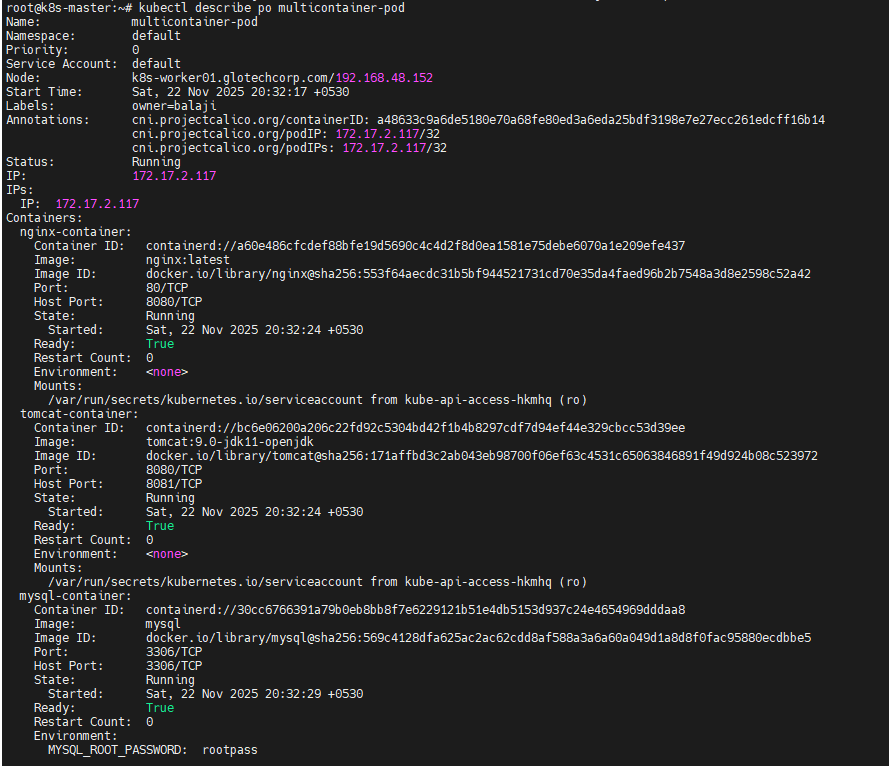 root@k8s-master:~# kubectl describe po multicontainer-pod
Name:             multicontainer-pod
Namespace:        default
Priority:         0
Service Account:  default
Node:             k8s-worker01.glotechcorp.com/192.168.48.152
Start Time:       Sat, 22 Nov 2025 20:32:17 +0530
Labels:           owner=balaji
Annotations:      cni.projectcalico.org/containerID: a48633c9a6de5180e70a68fe80ed3a6eda25bdf3198e7e27ecc261edcff16b14
                  cni.projectcalico.org/podIP: 172.17.2.117/32
                  cni.projectcalico.org/podIPs: 172.17.2.117/32
Status:           Running
IP:               172.17.2.117
IPs:
  IP:  172.17.2.117
Containers:
  nginx-container:
    Container ID:   containerd://a60e486cfcdef88bfe19d5690c4c4d2f8d0ea1581e75debe6070a1e209efe437
    Image:          nginx:latest
    Image ID:       docker.io/library/nginx@sha256:553f64aecdc31b5bf944521731cd70e35da4faed96b2b7548a3d8e2598c52a42
    Port:           80/TCP
    Host Port:      8080/TCP
    State:          Running
      Started:      Sat, 22 Nov 2025 20:32:24 +0530
    Ready:          True
    Restart Count:  0
    Environment:    <none>
    Mounts:
      /var/run/secrets/kubernetes.io/serviceaccount from kube-api-access-hkmhq (ro)
  tomcat-container:
    Container ID:   containerd://bc6e06200a206c22fd92c5304bd42f1b4b8297cdf7d94ef44e329cbcc53d39ee
    Image:          tomcat:9.0-jdk11-openjdk
    Image ID:       docker.io/library/tomcat@sha256:171affbd3c2ab043eb98700f06ef63c4531c65063846891f49d924b08c523972
    Port:           8080/TCP
    Host Port:      8081/TCP
    State:          Running
      Started:      Sat, 22 Nov 2025 20:32:24 +0530
    Ready:          True
    Restart Count:  0
    Environment:    <none>
    Mounts:
      /var/run/secrets/kubernetes.io/serviceaccount from kube-api-access-hkmhq (ro)
  mysql-container:
    Container ID:   containerd://30cc6766391a79b0eb8bb8f7e6229121b51e4db5153d937c24e4654969dddaa8
    Image:          mysql
    Image ID:       docker.io/library/mysql@sha256:569c4128dfa625ac2ac62cdd8af588a3a6a60a049d1a8d8f0fac95880ecdbbe5
    Port:           3306/TCP
    Host Port:      3306/TCP
    State:          Running
      Started:      Sat, 22 Nov 2025 20:32:29 +0530
    Ready:          True
    Restart Count:  0
    Environment:
      MYSQL_ROOT_PASSWORD:  rootpass